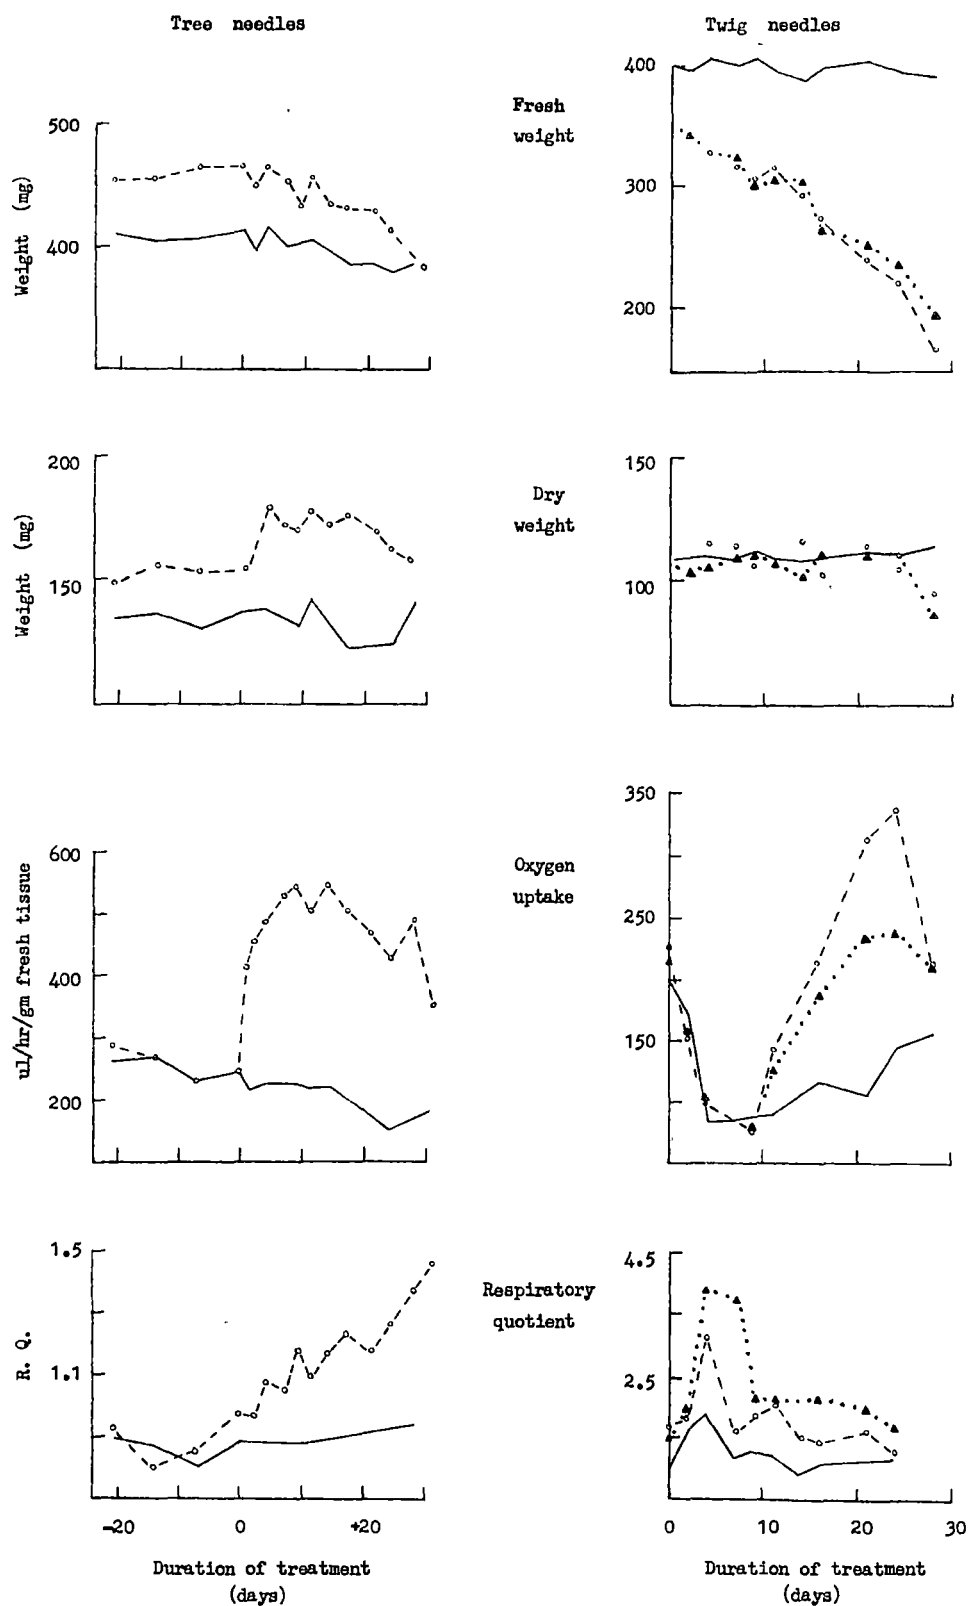 Tree needles
Twig needles
Fresh
weight
Weight (mg)
500
400
400
300
200
Dry
weight
Weight (mg)
200
150
150
100
Oxygen
uptake
ul/hr/gm fresh tissue
600
400
200
350
250
150
Respiratory
quotient
R. Q.
1.5
1.1
4.5
2.5
-20 0 +20
0 10 20 30
Duration of treatment
(days)
Duration of treatment
(days)